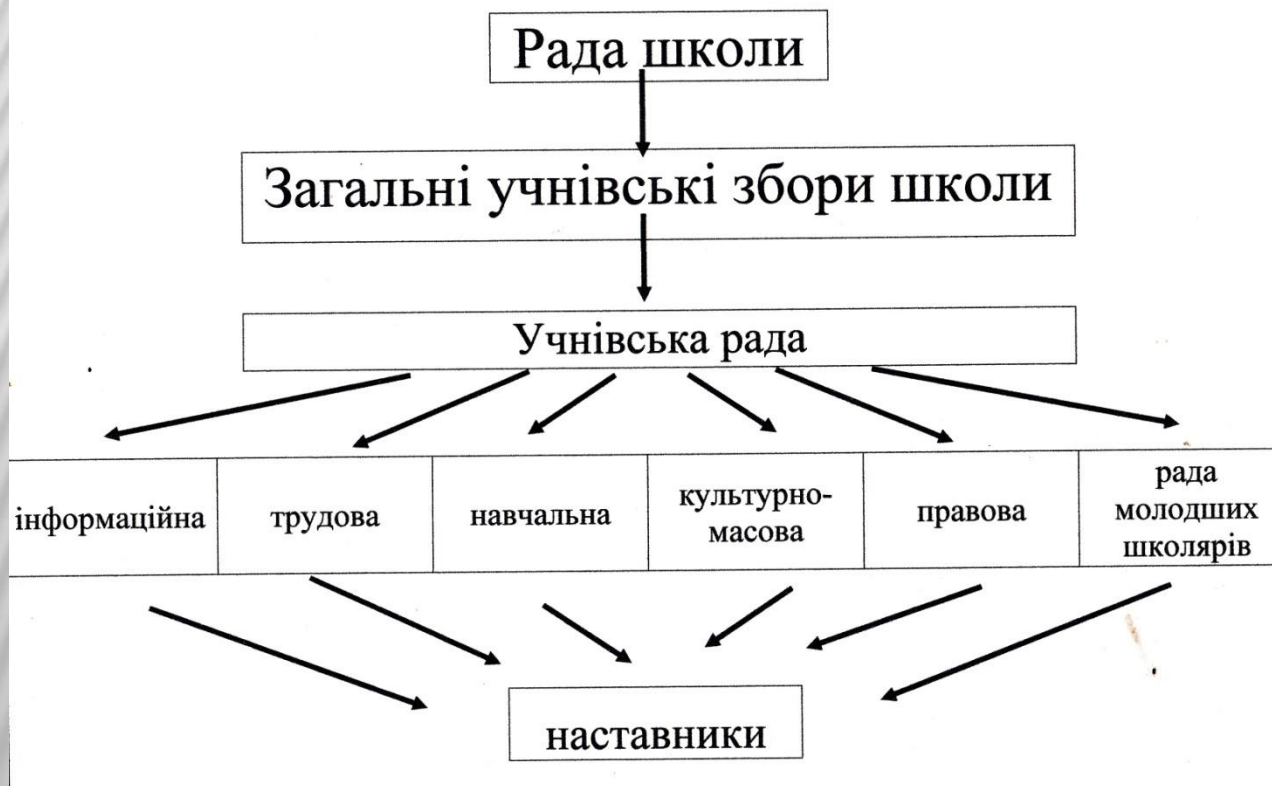 Рада школи
Загальні учнівські збори школи
Учнівська рада
інформаційна
трудова
навчальна
культурно-
масова
правова
рада
молодших
школярів
наставники